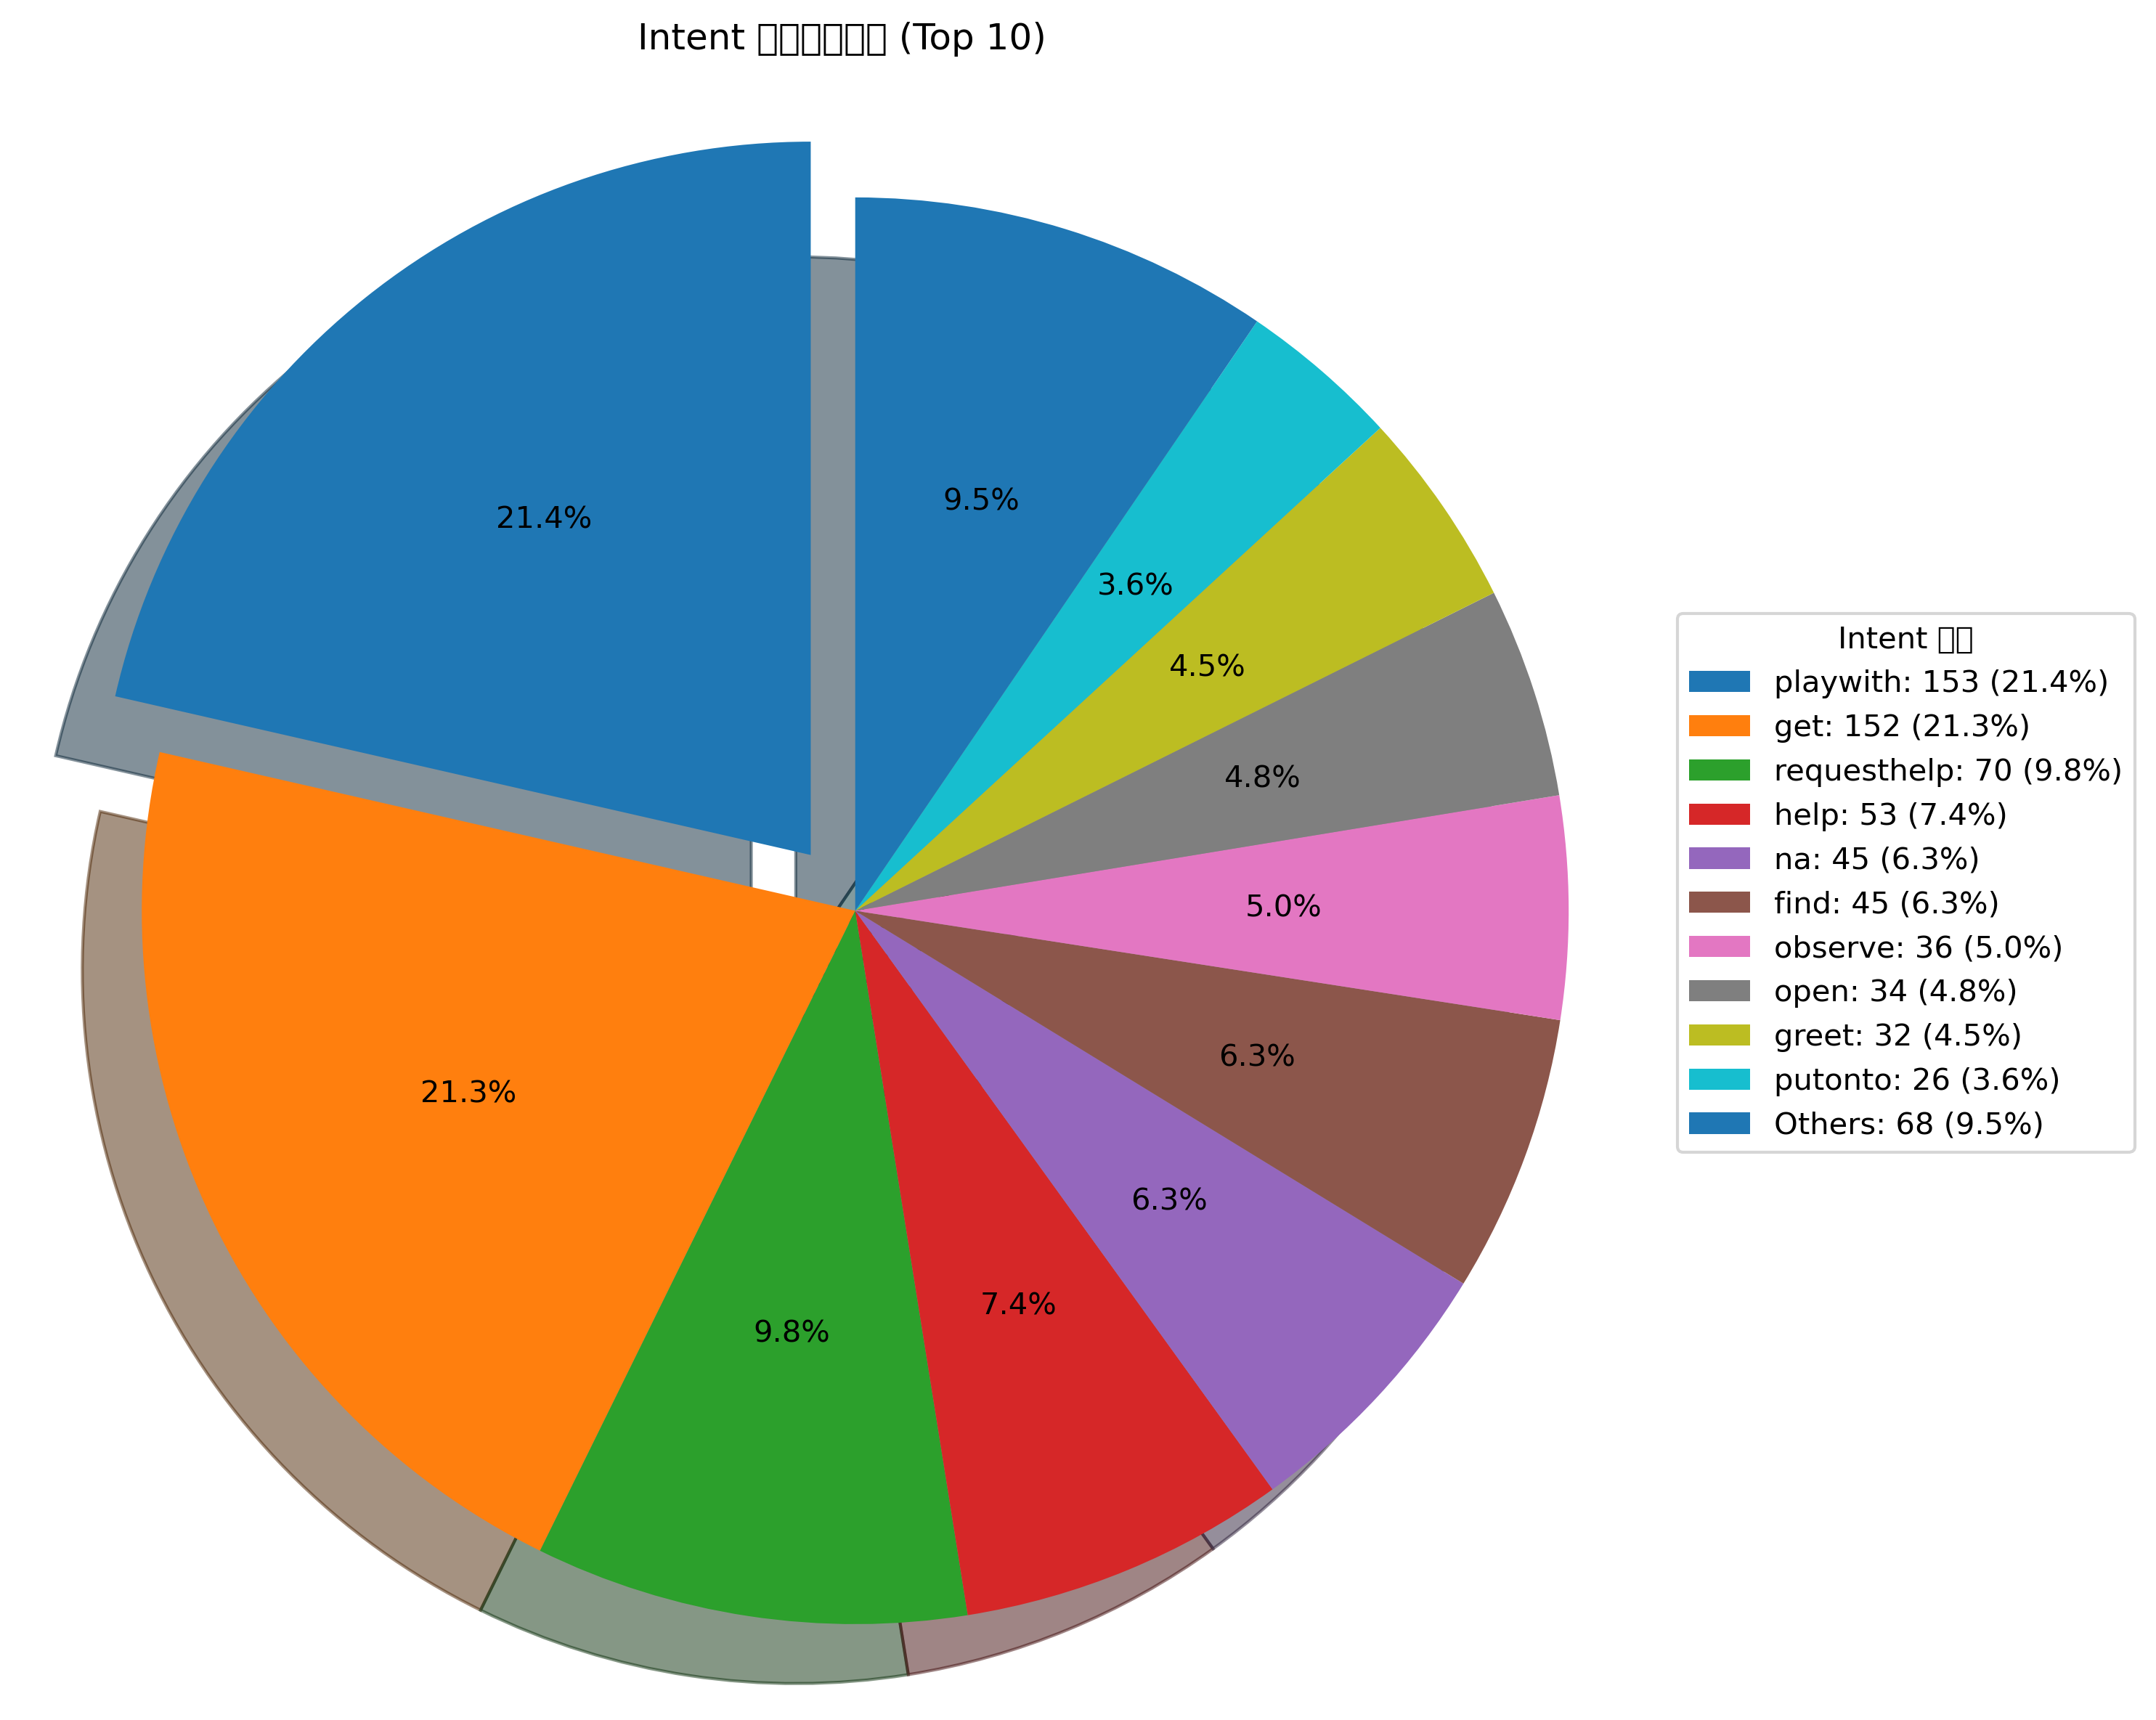 Intent (Top 10)
21.4%
9.5%
3.6%
4.5%
4.8%
5.0%
6.3%
6.3%
7.4%
9.8%
21.3%
Intent
playwith: 153 (21.4%)
get: 152 (21.3%)
requesthelp: 70 (9.8%)
help: 53 (7.4%)
na: 45 (6.3%)
find: 45 (6.3%)
observe: 36 (5.0%)
open: 34 (4.8%)
greet: 32 (4.5%)
putonto: 26 (3.6%)
Others: 68 (9.5%)